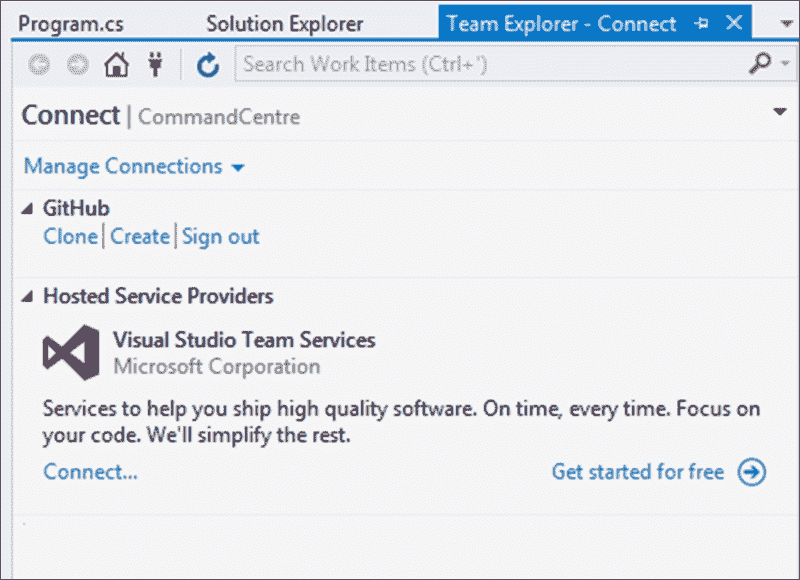 Program.cs Solution Explorer Team Explorer - Connect
Search Work Items (Ctrl+')
Connect | CommandCentre
Manage Connections
GitHub
Clone | Create | Sign out
Hosted Service Providers
Visual Studio Team Services
Microsoft Corporation
Services to help you ship high quality software. On time, every time. Focus on
your code. We'll simplify the rest.
Connect... Get started for free